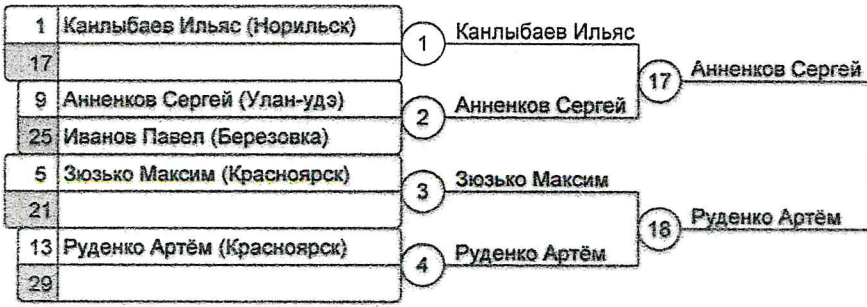 1 Канлыбаев Ильяс (Норильск)
17
1 Канлыбаев Ильяс
9 Анненков Сергей (Улан-удэ)
25 Иванов Павел (Березовка)
2 Анненков Сергей
17 Анненков Сергей
5 Зюзько Максим (Красноярск)
21
3 Зюзько Максим
13 Руденко Артём (Красноярск)
29
4 Руденко Артём
18 Руденко Артём